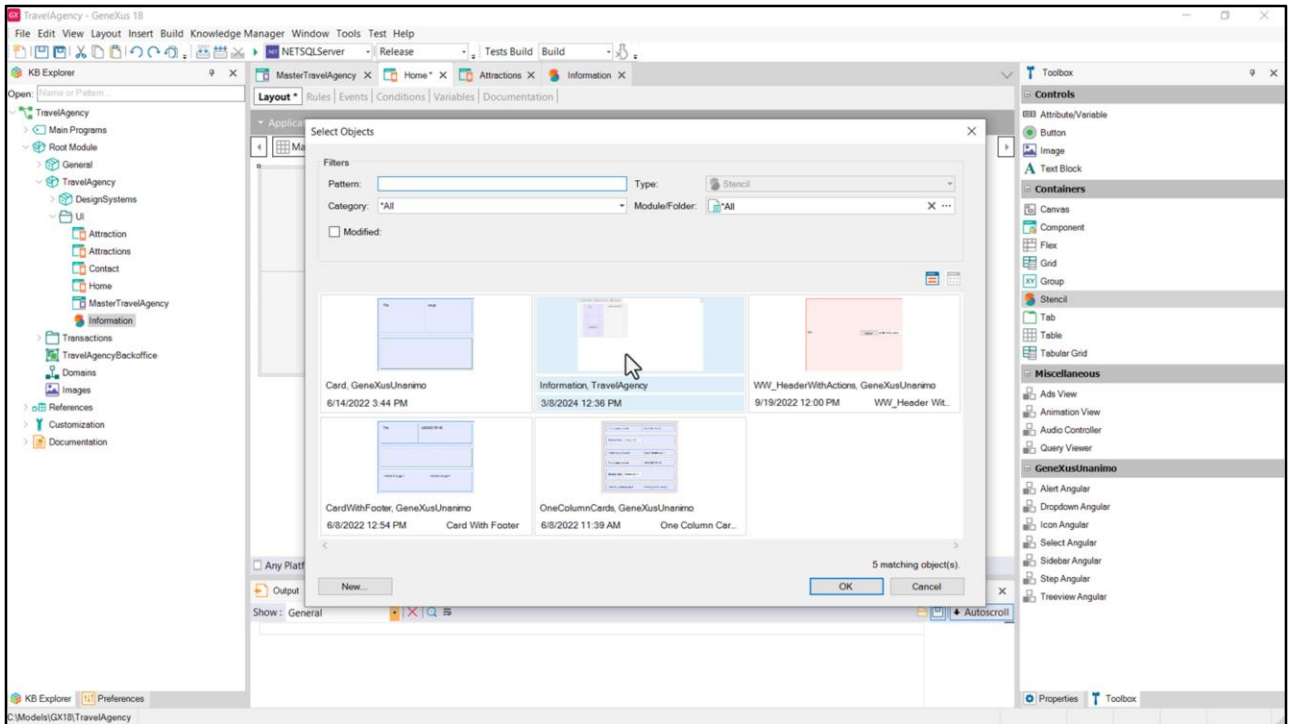 TravelAgency - GeneXus 18
File Edit View Layout Insert Build Knowledge Manager Window Tools Test Help
NETSQLServer Release Tests Build Build
KB Explorer
Open: Name or Pattern...
TravelAgency
Main Programs
Root Module
General
TravelAgency
DesignSystems
UI
Attraction
Attractions
Contact
Home
MasterTravelAgency
Information
Transactions
TravelAgencyBackoffice
Domains
Images
References
Customization
Documentation
KB Explorer Preferences
MasterTravelAgency Home * Attractions Information
Layout * Rules Events Conditions Variables Documentation
Applica
Ma
Select Objects
Filters
Pattern: Type: Stencil
Category: *All Module/Folder: *All
Modified:
Card, GeneXusUnanimo
6/14/2022 3:44 PM
Information, TravelAgency
3/8/2024 12:36 PM
WW_HeaderWithActions, GeneXusUnanimo
9/19/2022 12:00 PM WW_Header Wit..
CardWithFooter, GeneXusUnanimo
6/8/2022 12:54 PM Card With Footer
OneColumnCards, GeneXusUnanimo
6/8/2022 11:39 AM One Column Car...
5 matching object(s).
New... OK Cancel
Any Platf
Output
Show: General Autoscroll
Toolbox
Controls
Attribute/Variable
Button
Image
Text Block
Containers
Canvas
Component
Flex
Grid
Group
Stencil
Tab
Table
Tabular Grid
Miscellaneous
Ads View
Animation View
Audio Controller
Query Viewer
GeneXusUnanimo
Alert Angular
Dropdown Angular
Icon Angular
Select Angular
Sidebar Angular
Step Angular
Treeview Angular
Properties Toolbox
C:\Models\GX18\TravelAgency